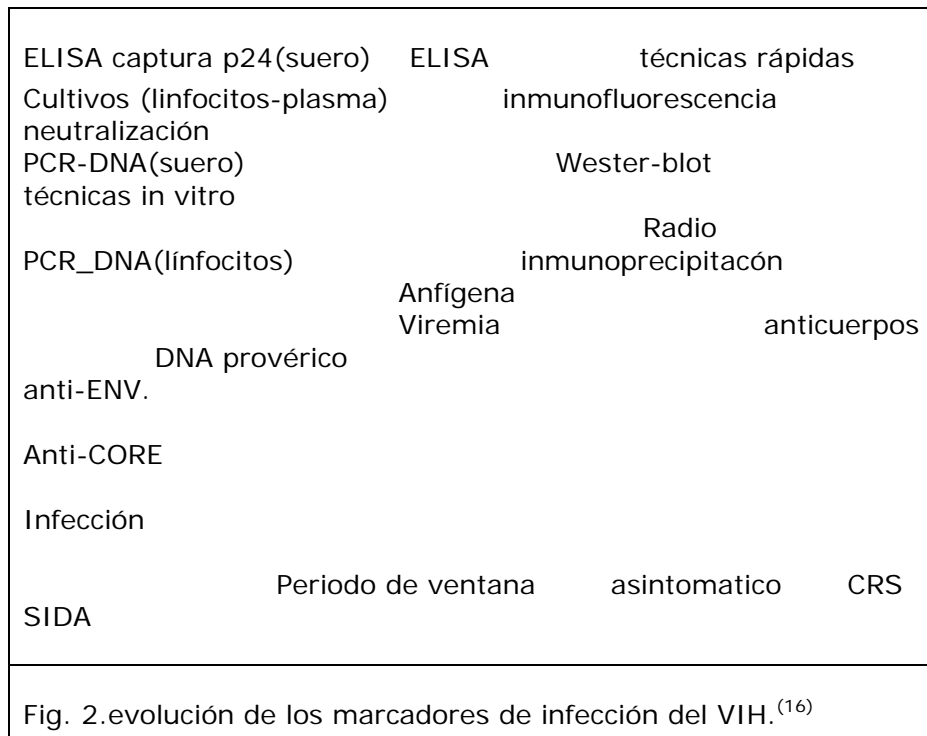 ELISA captura p24(suero) ELISA técnicas rápidas
Cultivos (linfocitos-plasma) inmunofluorescencia
neutralización
PCR-DNA(suero) Wester-blot
técnicas in vitro
Radio
PCR_DNA(línfocitos) inmunoprecipitacón
Anfígena
Viremia anticuerpos
DNA provérico
anti-ENV.
Anti-CORE
Infección
Periodo de ventana asintomatico CRS
SIDA
Fig. 2.evolución de los marcadores de infección del VIH.(16)